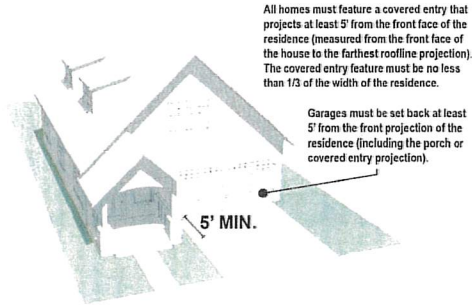 All homes must feature a covered entry that
projects at least 5' from the front face of the
residence (measured from the front face of
the house to the farthest roofline projection).
The covered entry feature must be no less
than 1/3 of the width of the residence.
Garages must be set back at least
5' from the front projection of the
residence (including the porch or
covered entry projection).
5' MIN.